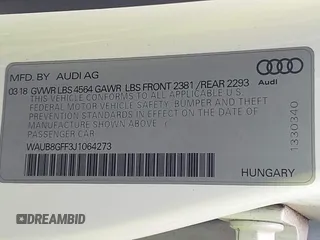 MFD. BY AUDI AG
Audi
0318 GVWR LBS 4564 GAWR LBS FRONT 2381 / REAR 2293
THIS VEHICLE CONFORMS TO ALL APPLICABLE U.S.
FEDERAL MOTOR VEHICLE SAFETY, BUMPER, AND THEFT
PREVENTION STANDARDS IN EFFECT ON THE
DATE OF MANUFACTURE SHOWN ABOVE
PASSENGER CAR
WAUB8GFF3J1064273
HUNGARY
1330340
DREAMBID